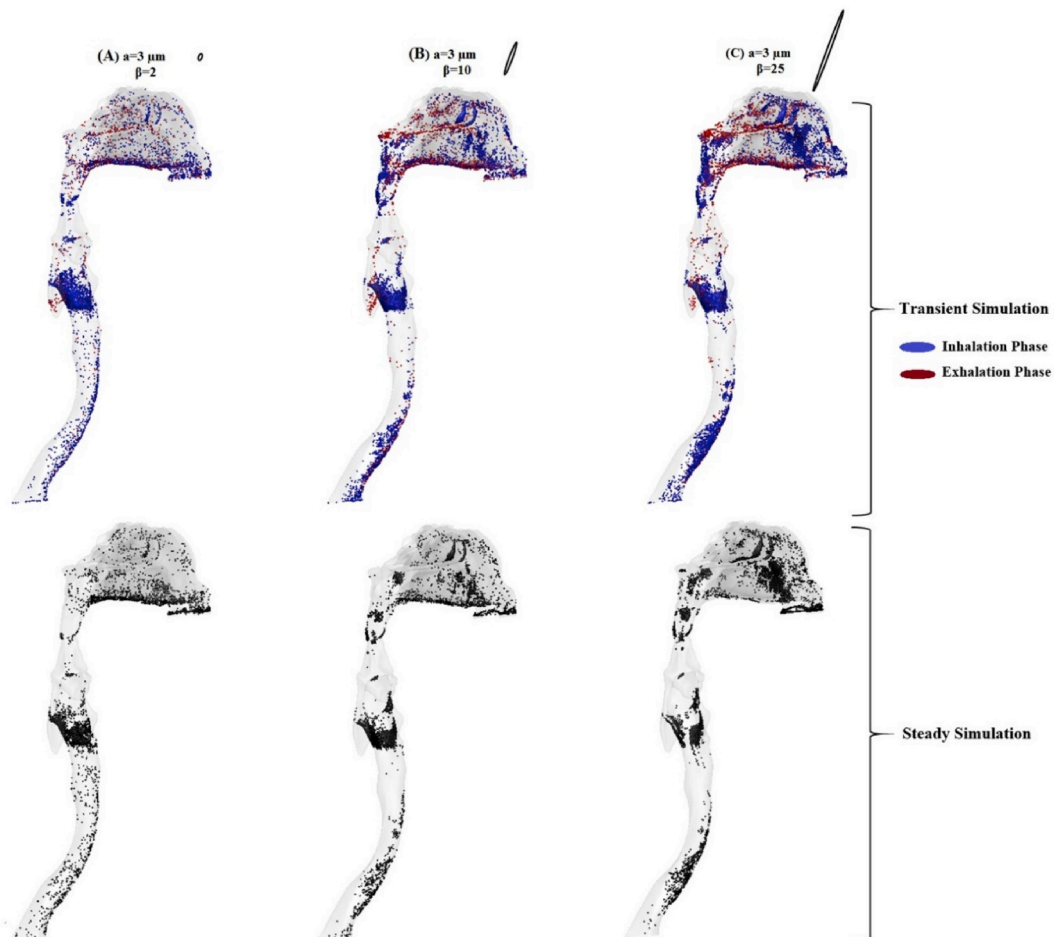 (A) a=3 μm
β=2
(B) a=3 μm
β=10
(C) a=3 μm
β=25
Transient Simulation
Inhalation Phase
Exhalation Phase
Steady Simulation